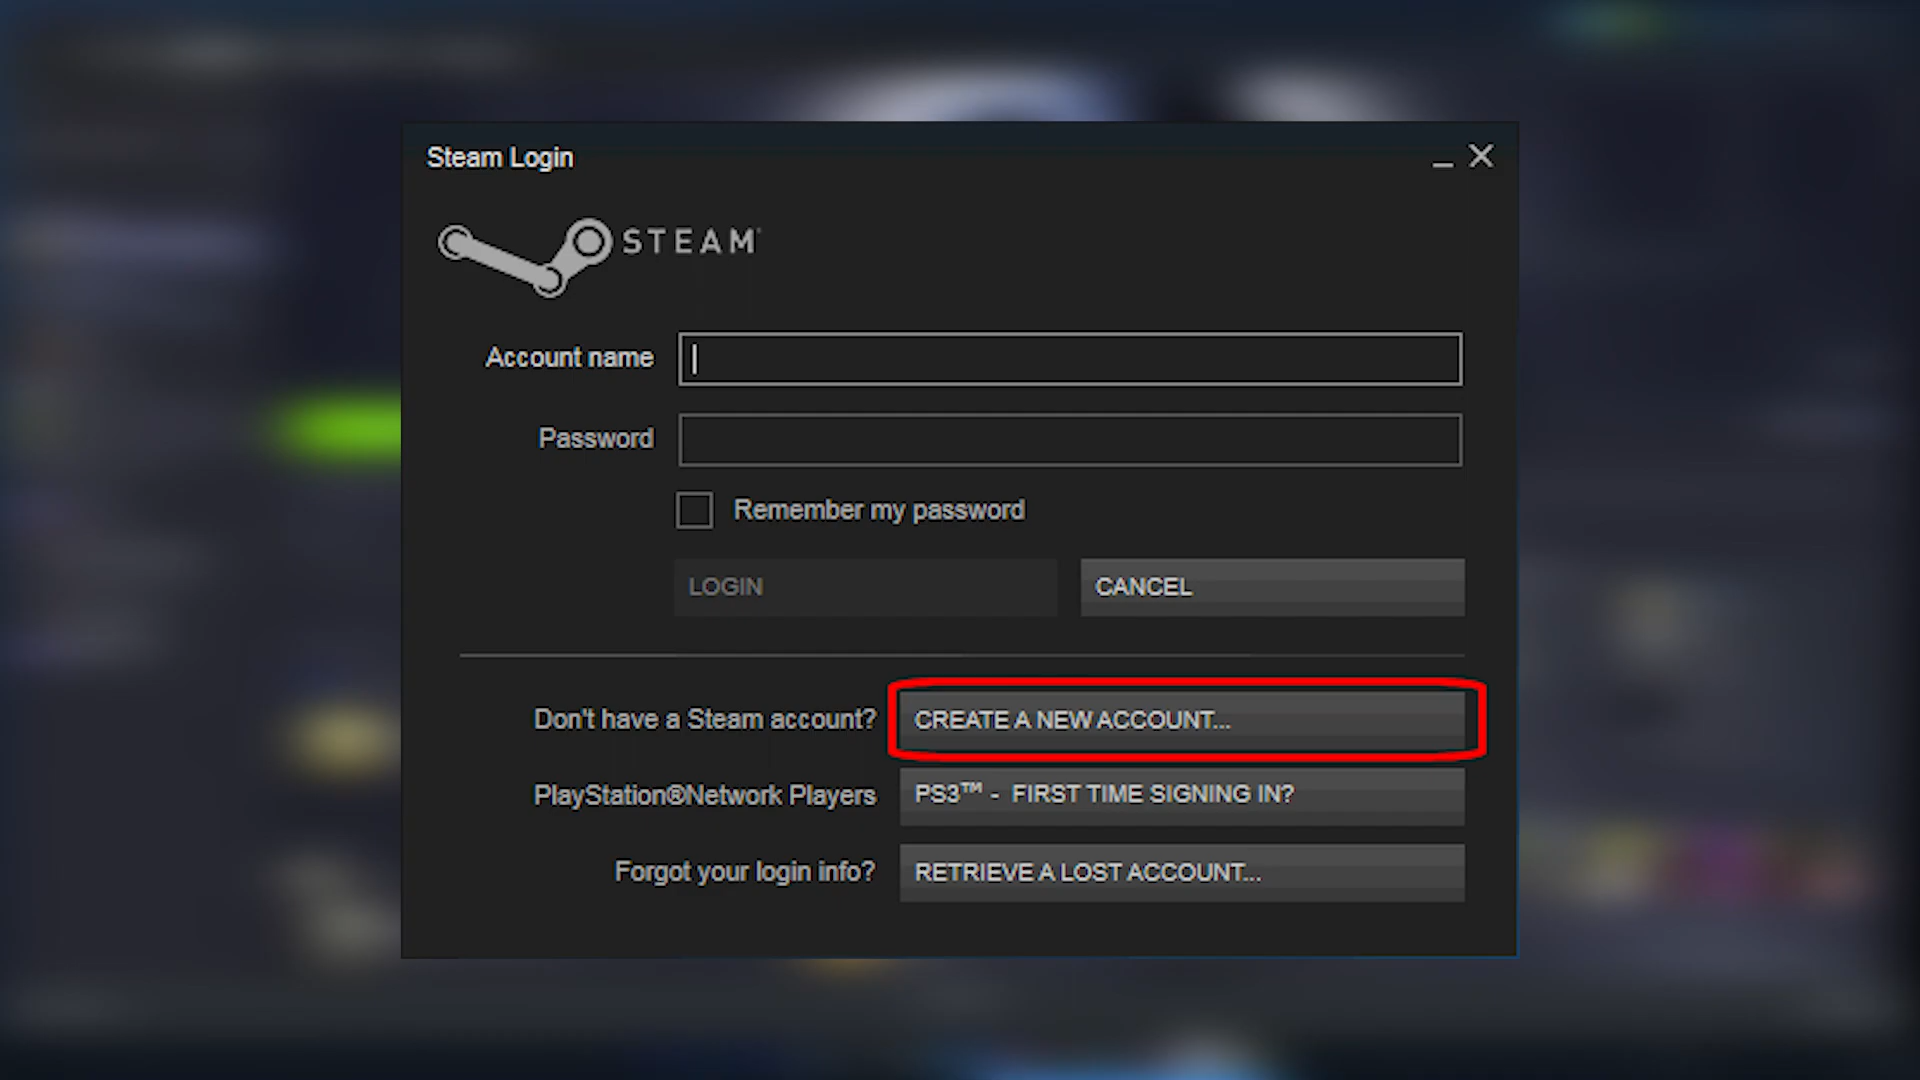 Steam Login
STEAM
Account name
Password
Remember my password
LOGIN CANCEL
Don't have a Steam account? CREATE A NEW ACCOUNT...
PlayStation®Network Players PS3™ - FIRST TIME SIGNING IN?
Forgot your login info? RETRIEVE A LOST ACCOUNT...